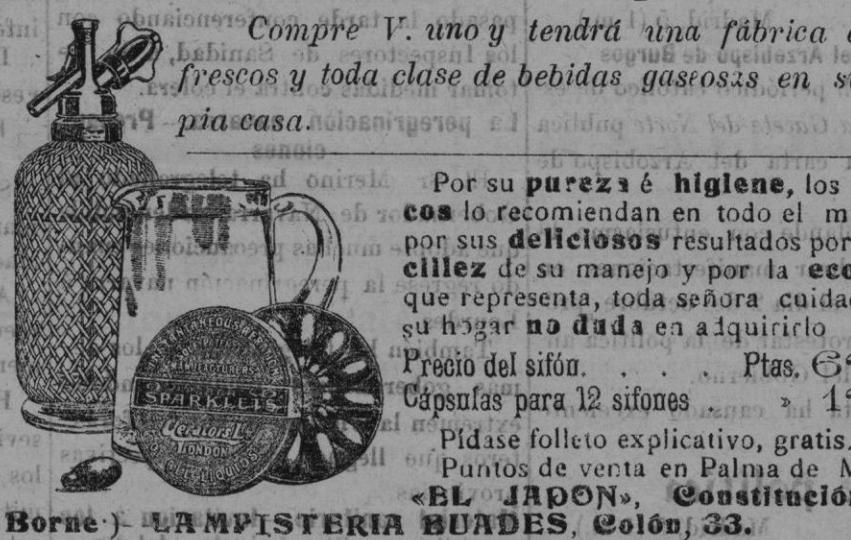 Compre V. uno y tendrá una fábrica
frescos y toda clase de bebidas gaseosas en
pia casa.
Por su pureza é higiene, los
cos lo recomiendan en todo el
por sus deliciosos resultados por
cillez de su manejo y por la
que representa, toda señora
su hogar no duda en adquirirlo
Precio del sifón. . . . Ptas.
Cápsulas para 12 sifones . »
Pídase folleto explicativo, gratis.
Puntos de venta en Palma de
«EL JAPON», Constitución
Borne)- LAMPISTERIA BUADES, Colón, 33.
SPARKLETS
LONDON